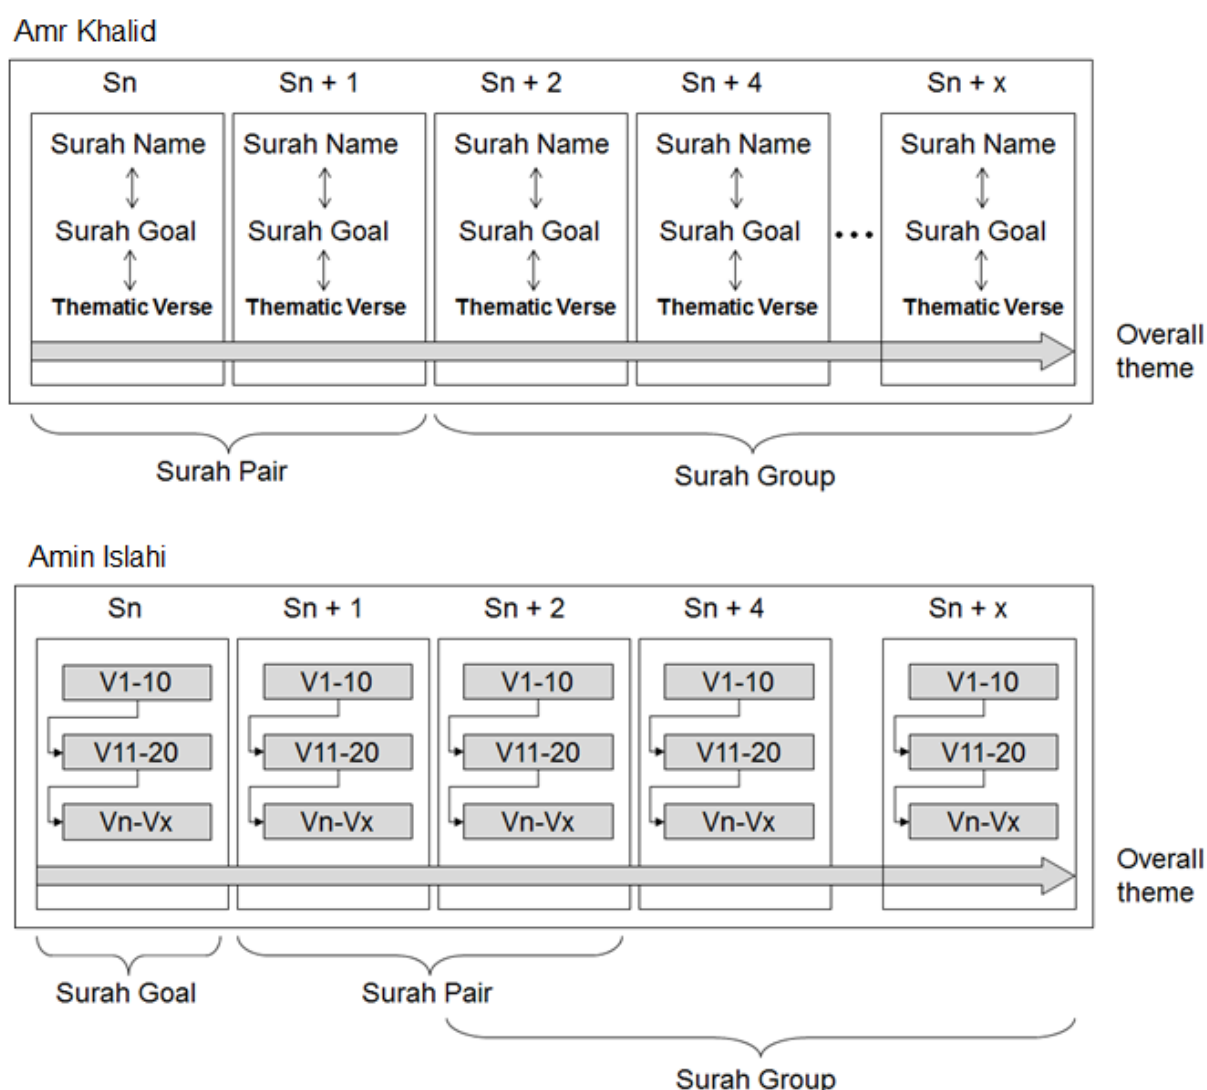 Amr Khalid
Sn Sn + 1 Sn + 2 Sn + 4 Sn + x
Surah Name Surah Name Surah Name Surah Name Surah Name
Surah Goal Surah Goal Surah Goal Surah Goal ... Surah Goal
Thematic Verse Thematic Verse Thematic Verse Thematic Verse Thematic Verse
Overall
theme
Surah Pair Surah Group
Amin Islahi
Sn Sn + 1 Sn + 2 Sn + 4 Sn + x
V1-10 V1-10 V1-10 V1-10 V1-10
V11-20 V11-20 V11-20 V11-20 V11-20
Vn-Vx Vn-Vx Vn-Vx Vn-Vx Vn-Vx
Overall
theme
Surah Goal Surah Pair
Surah Group